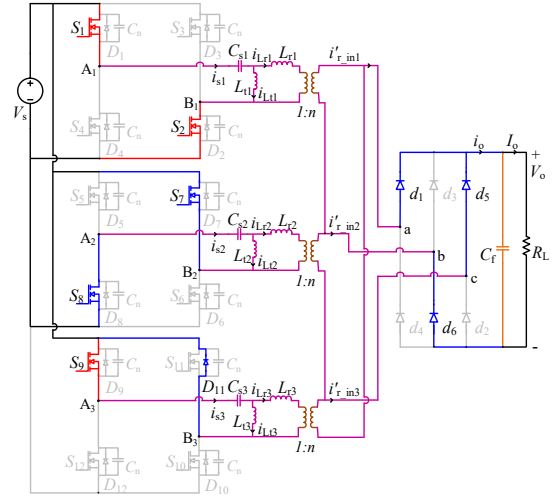 S1 Cn S3 Cn
D1 D3
A1 Cs1 iLr1 Lr1 i'r_in1
is1
Vs Lt1 iLt1
B1
S4 Cn S2 Cn 1:n
D4 D2
io Io
+
Vo
S5 Cn S7 Cn
D5 D7
d1 d3 d5
A2 Cs2 iLr2 Lr2 i'r_in2 a
is2 b
Lt2 iLt2 c Cf RL
B2
S8 Cn S6 Cn 1:n
D8 D6
d4 d6 d2
-
S9 Cn S11 Cn
D9 D11
A3 Cs3 iLr3 Lr3 i'r_in3
is3
Lt3 iLt3
B3
S12 Cn S10 Cn 1:n
D12 D10